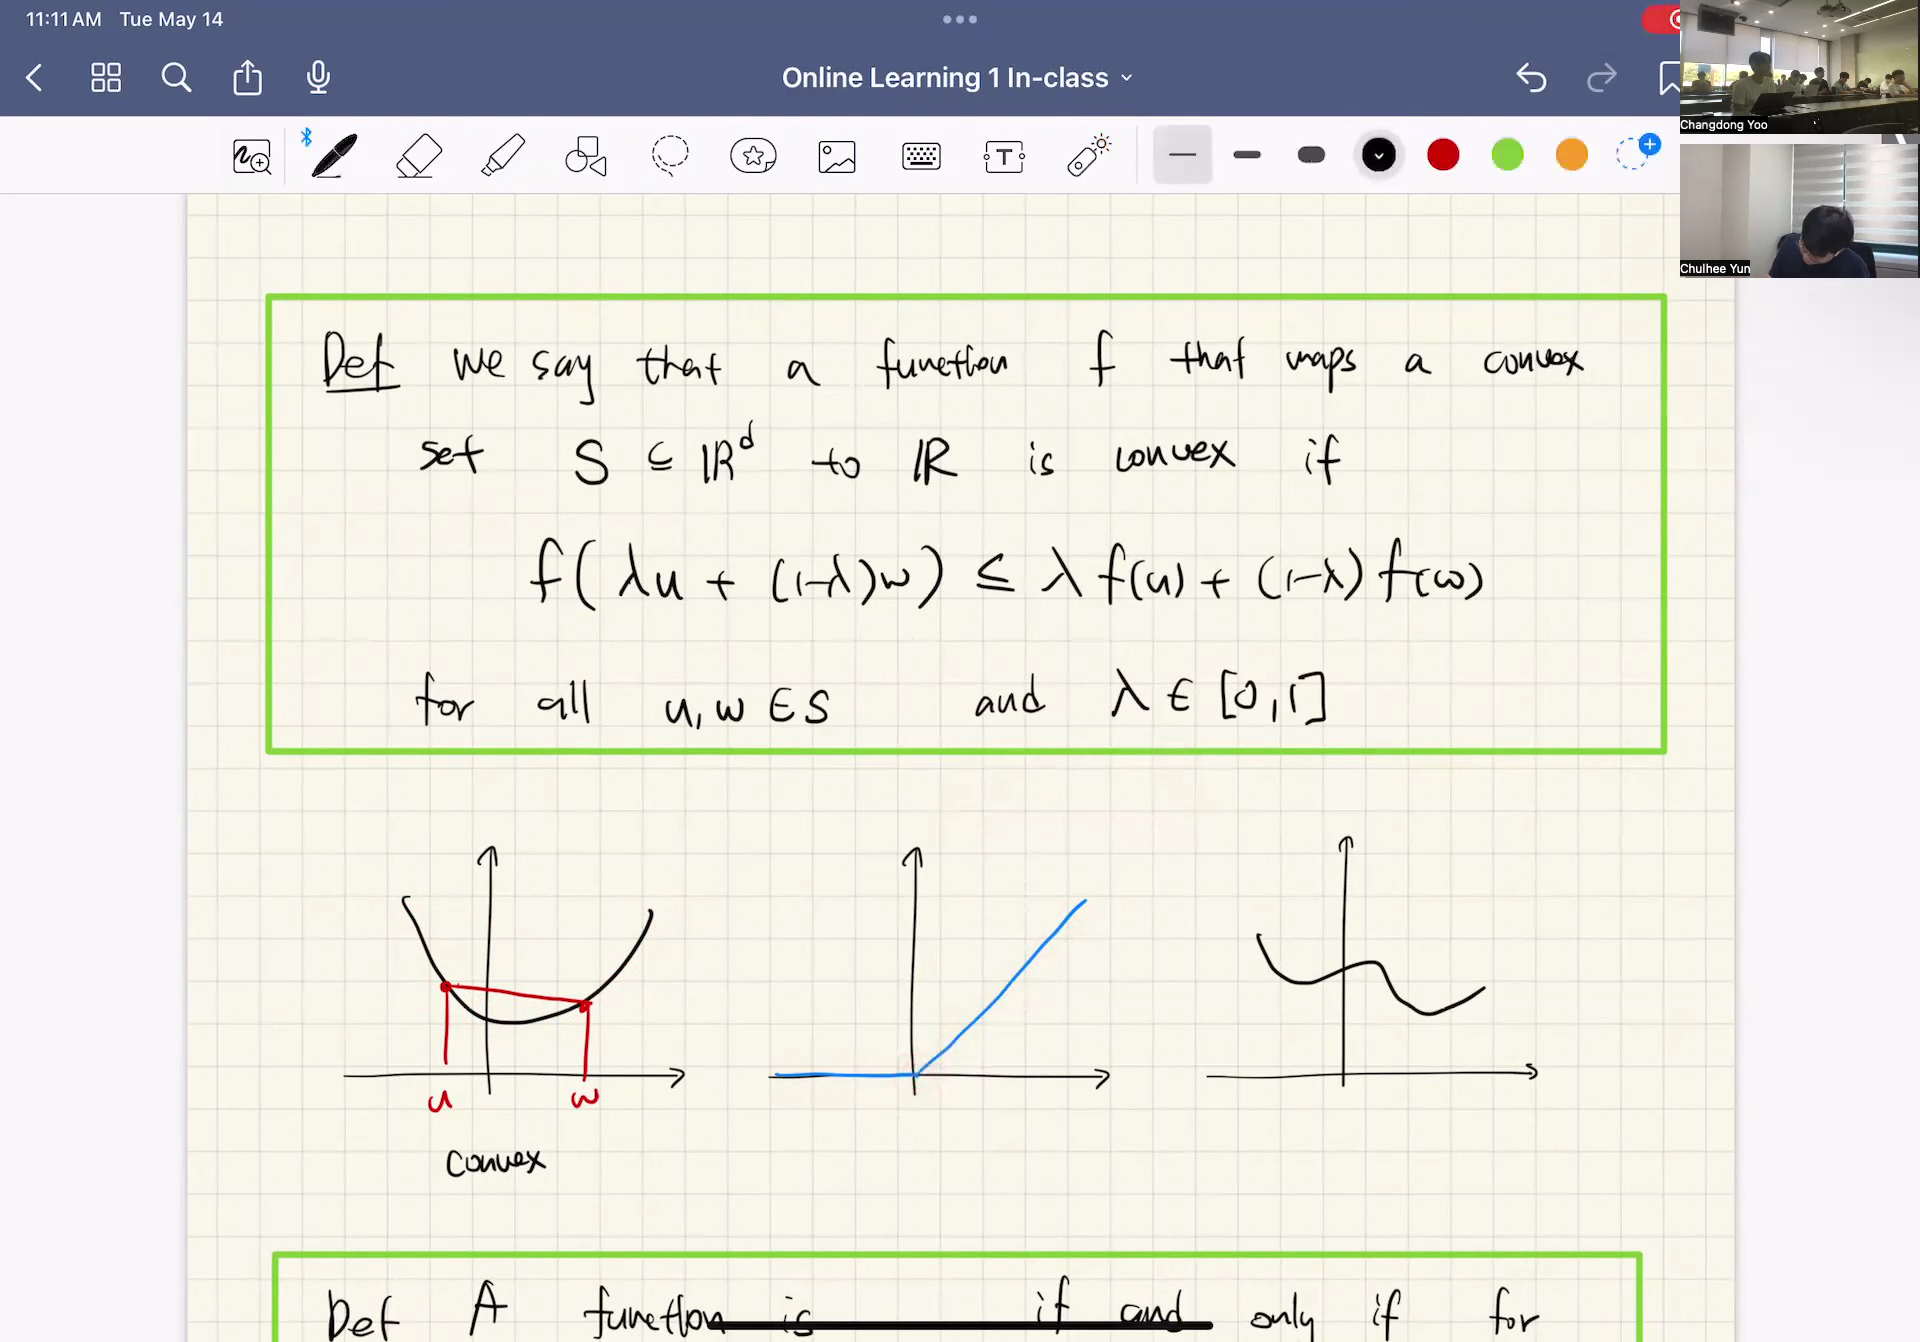 11:11 AM Tue May 14
Online Learning 1 In-class
Changdong Yoo
Chulhee Yun
Def We say that a function f that maps a convex
set S ⊆ ℝ^d to ℝ is convex if
f(λu + (1-λ)w) ≤ λf(u) + (1-λ)f(w)
for all u, w ∈ S and λ ∈ [0,1]
u w
Convex
Def A function is if and only if for